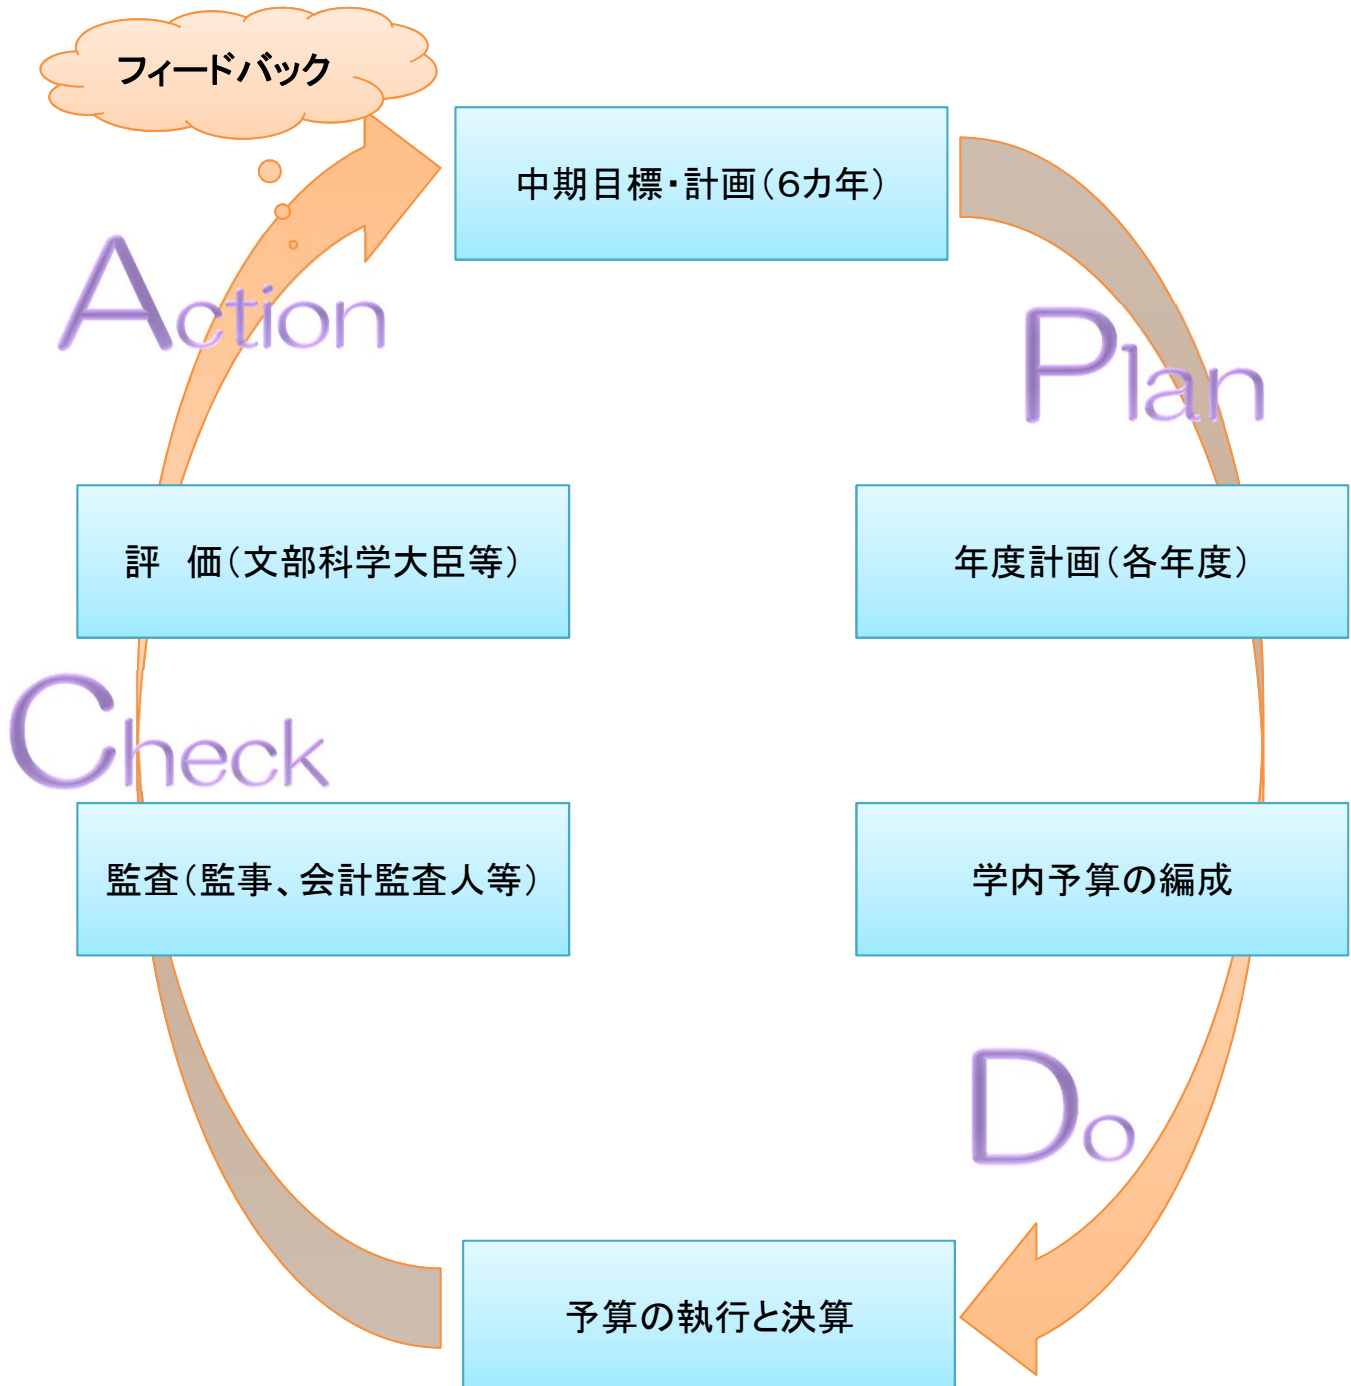 フィードバック
中期目標・計画（6カ年）
Action
Plan
評　価（文部科学大臣等）
年度計画（各年度）
Check
監査（監事、会計監査人等）
学内予算の編成
Do
予算の執行と決算